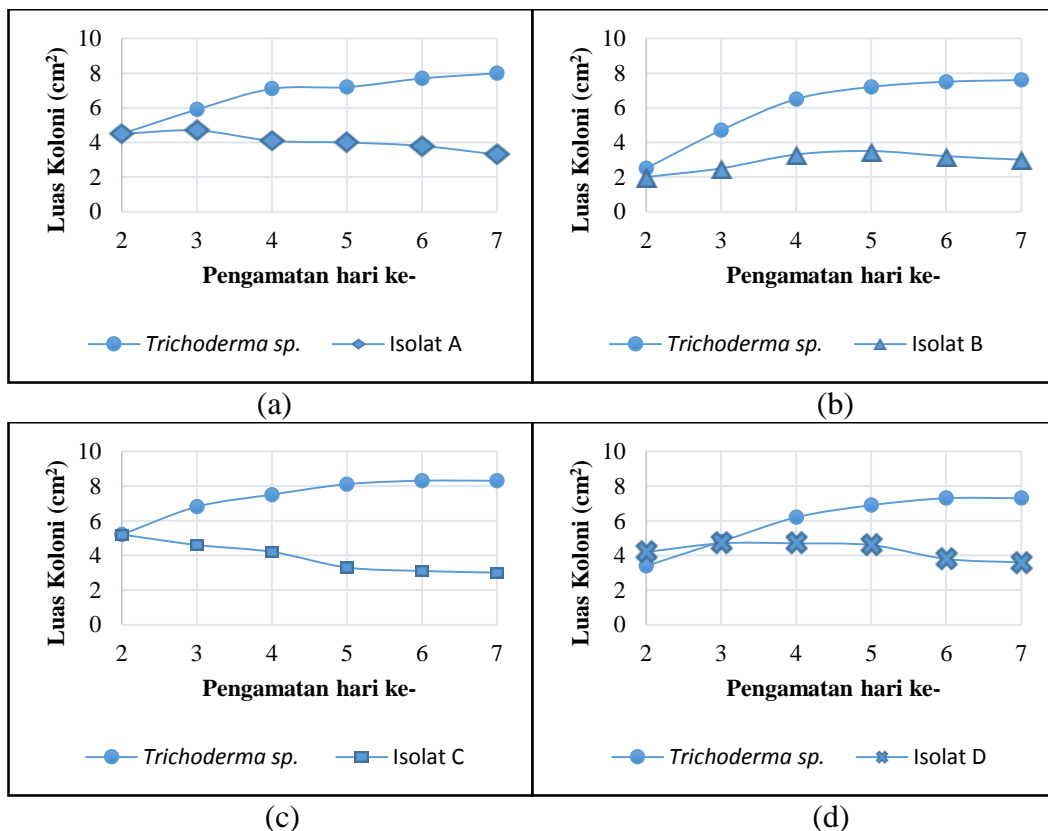 10
8
6
4
2
0
Luas Koloni (cm²)
2 3 4 5 6 7
Pengamatan hari ke-
Trichoderma sp. Isolat A
(a)
10
8
6
4
2
0
Luas Koloni (cm²)
2 3 4 5 6 7
Pengamatan hari ke-
Trichoderma sp. Isolat B
(b)
10
8
6
4
2
0
Luas Koloni (cm²)
2 3 4 5 6 7
Pengamatan hari ke-
Trichoderma sp. Isolat C
(c)
10
8
6
4
2
0
Luas Koloni (cm²)
2 3 4 5 6 7
Pengamatan hari ke-
Trichoderma sp. Isolat D
(d)